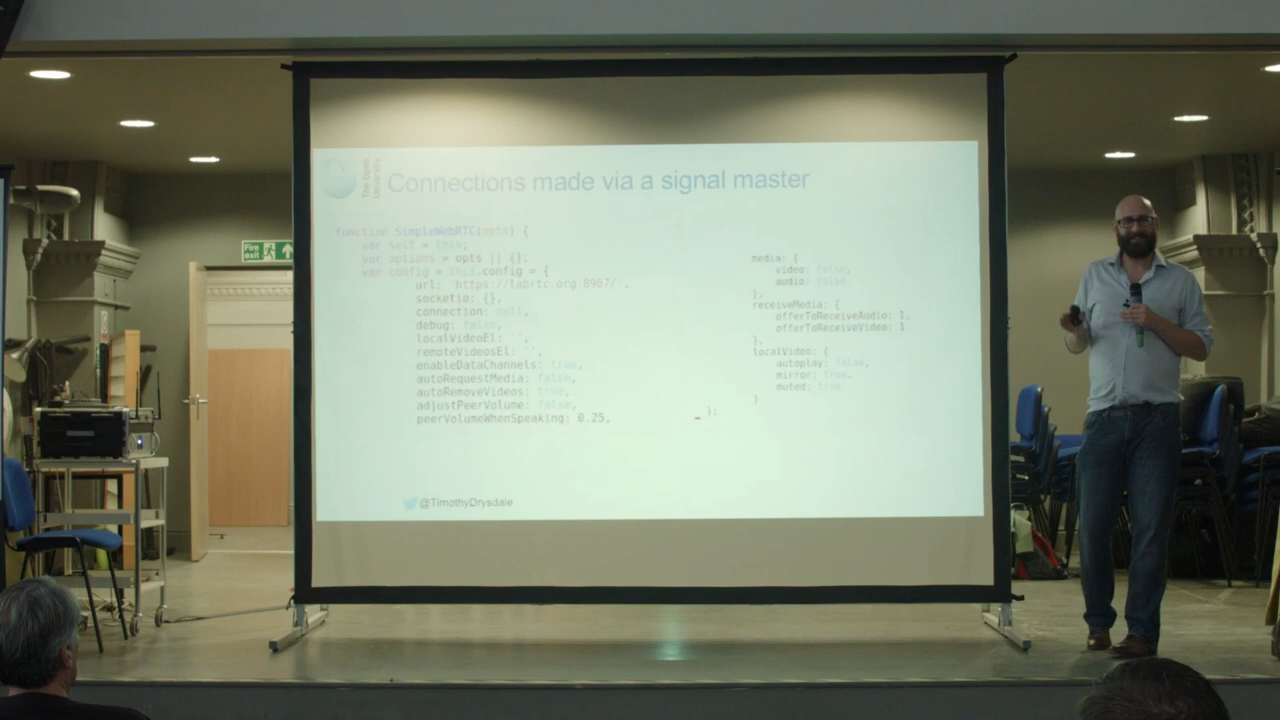 Fire
exit
The Open
University
Connections made via a signal master
function SimpleWebRTC(opts) {
var self = this;
var options = opts || {};
var config = this.config = {
url: 'https://labrtc.org:8967/',
socketio: {},
connection: null,
debug: false,
localVideoEl: '',
remoteVideosEl: '',
enableDataChannels: true,
autoRequestMedia: false,
autoRemoveVideos: true,
adjustPeerVolume: false,
peerVolumeWhenSpeaking: 0.25,
media: {
video: false,
audio: false
},
receiveMedia: {
offerToReceiveAudio: 1,
offerToReceiveVideo: 1
},
localVideo: {
autoplay: false,
mirror: true,
muted: true
}
};
@TimothyDrysdale